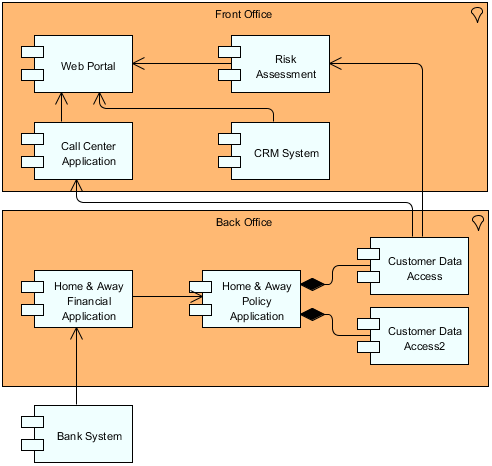 Front Office
Web Portal
Risk
Assessment
Call Center
Application
CRM System
Back Office
Customer Data
Access
Home & Away
Financial
Application
Home & Away
Policy
Application
Customer Data
Access2
Bank System